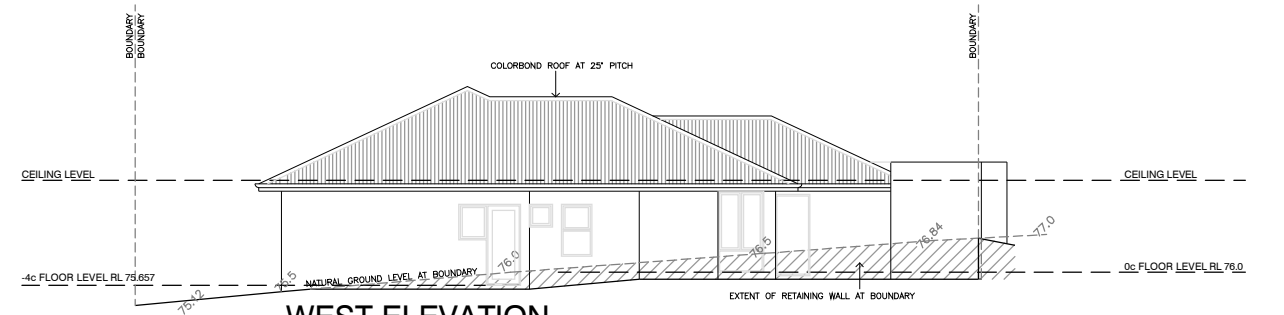 BOUNDARY
BOUNDARY
BOUNDARY
COLORBOND ROOF AT 25° PITCH
CEILING LEVEL
CEILING LEVEL
77.0
76.84
76.5
76.0
NATURAL GROUND LEVEL AT BOUNDARY
-4c FLOOR LEVEL RL 75.657
0c FLOOR LEVEL RL 76.0
75.12
EXTENT OF RETAINING WALL AT BOUNDARY
WEST ELEVATION